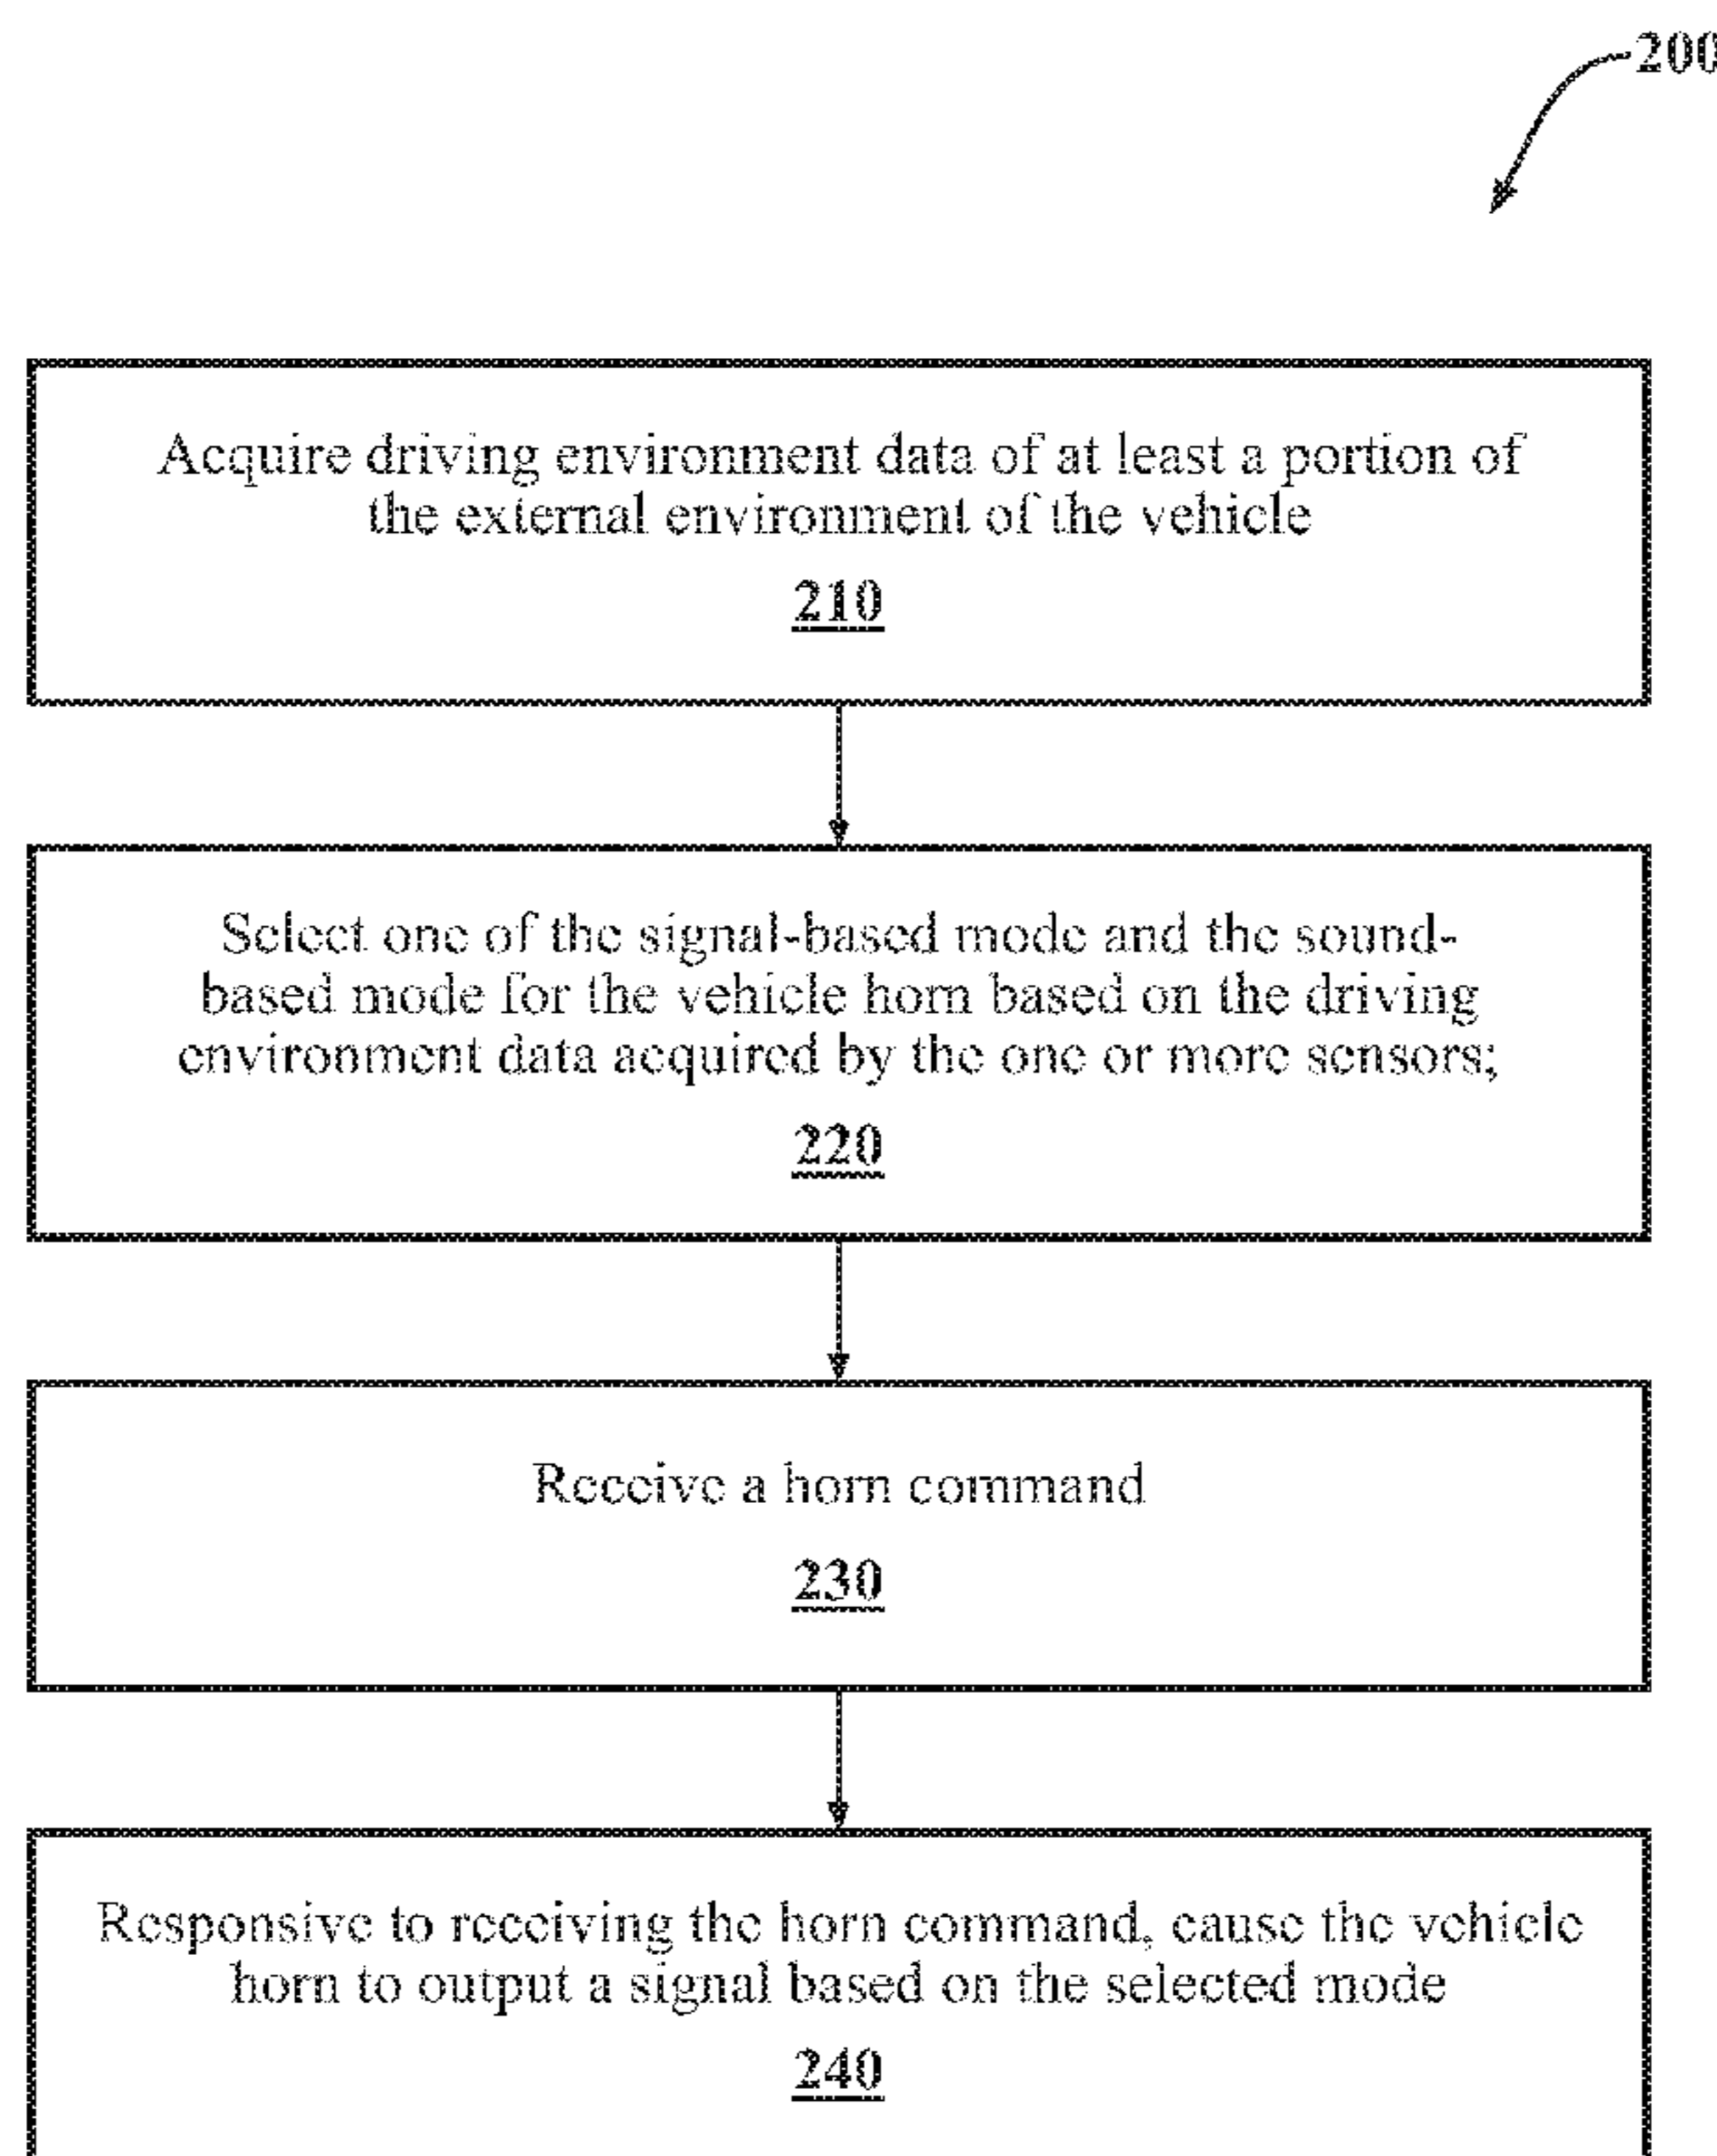 200
Acquire driving environment data of at least a portion of
the external environment of the vehicle
210
Select one of the signal-based mode and the sound-
based mode for the vehicle horn based on the driving
environment data acquired by the one or more sensors;
220
Receive a horn command
230
Responsive to receiving the horn command, cause the vehicle
horn to output a signal based on the selected mode
240